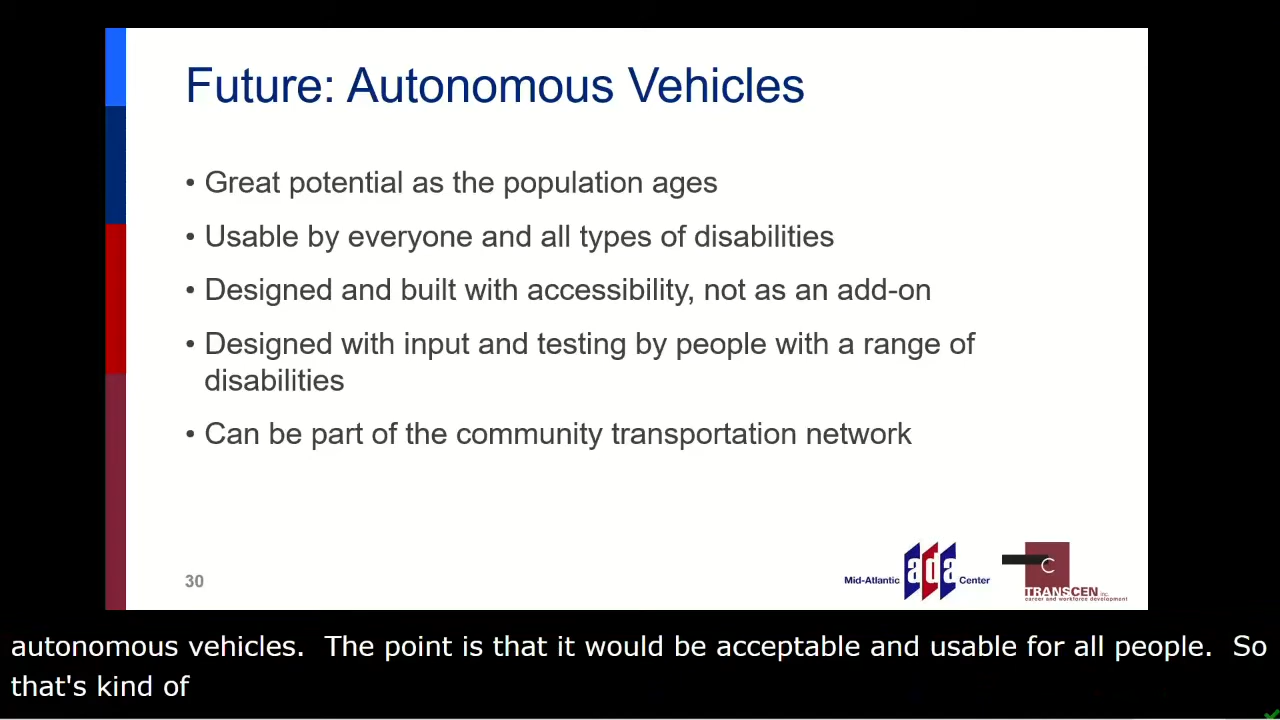 Future: Autonomous Vehicles
• Great potential as the population ages
• Usable by everyone and all types of disabilities
• Designed and built with accessibility, not as an add-on
• Designed with input and testing by people with a range of
disabilities
• Can be part of the community transportation network
30
Mid-Atlantic ada Center
C
TRANSCEN inc.
career and workforce development
autonomous vehicles.  The point is that it would be acceptable and usable for all people.  So
that's kind of